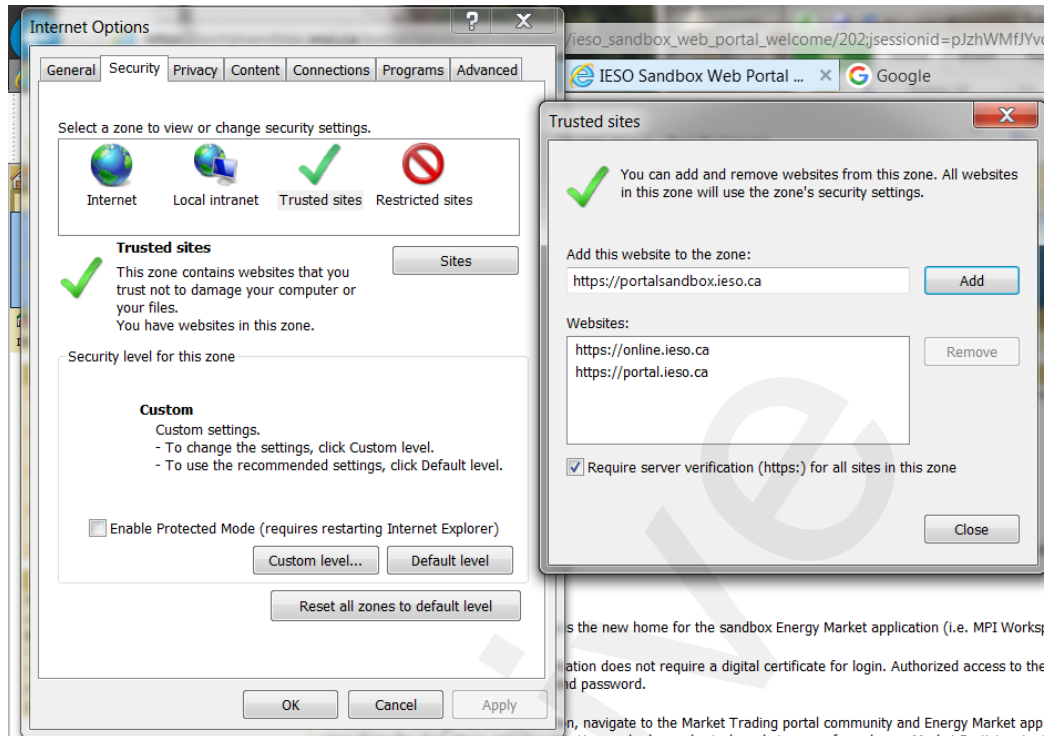 Internet Options
? X
General Security Privacy Content Connections Programs Advanced
Select a zone to view or change security settings.
Internet Local intranet Trusted sites Restricted sites
Trusted sites
Sites
This zone contains websites that you
trust not to damage your computer or
your files.
You have websites in this zone.
Security level for this zone
Custom
Custom settings.
- To change the settings, click Custom level.
- To use the recommended settings, click Default level.
Enable Protected Mode (requires restarting Internet Explorer)
Custom level... Default level
Reset all zones to default level
OK Cancel Apply
/ieso_sandbox_web_portal_welcome/202;jsessionid=pJzhWMfJYv
IESO Sandbox Web Portal ... × Google
Trusted sites
X
You can add and remove websites from this zone. All websites
in this zone will use the zone's security settings.
Add this website to the zone:
https://portalsandbox.ieso.ca Add
Websites:
https://online.ieso.ca Remove
https://portal.ieso.ca
Require server verification (https:) for all sites in this zone
Close
s the new home for the sandbox Energy Market application (i.e. MPI Worksp
ation does not require a digital certificate for login. Authorized access to the
nd password.
n, navigate to the Market Trading portal community and Energy Market app
ive